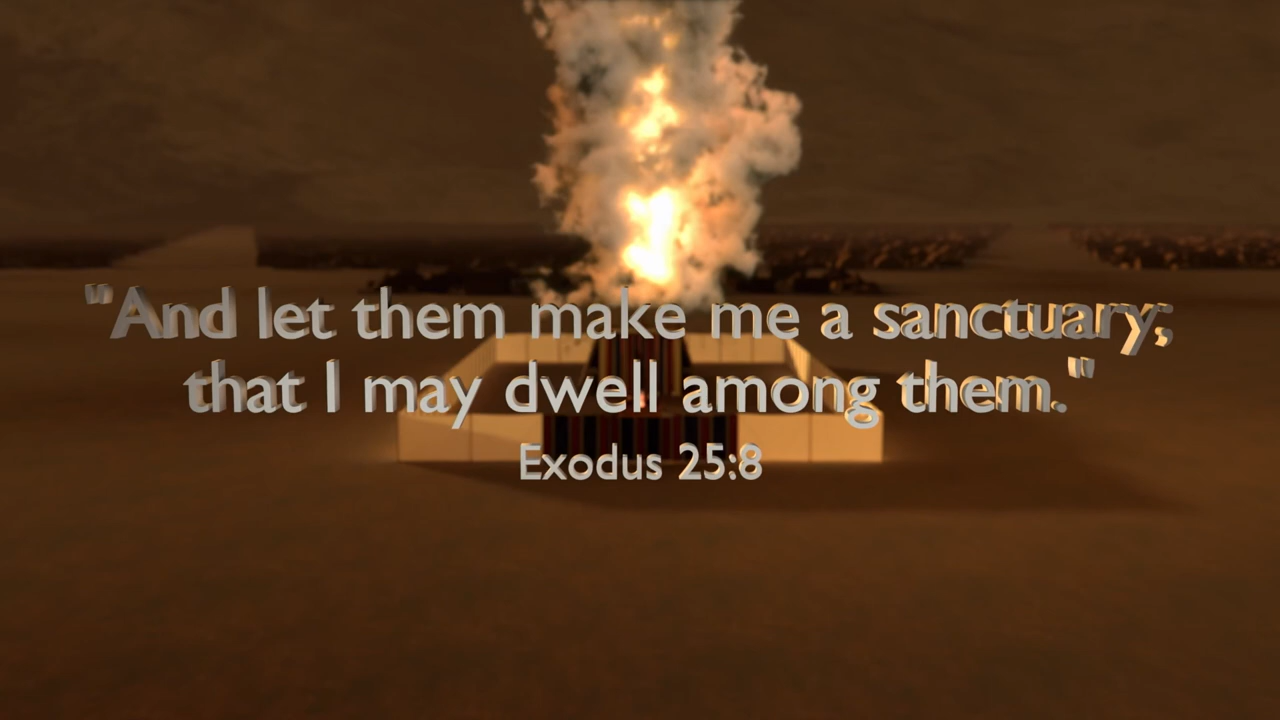 "And let them make me a sanctuary;
that I may dwell among them."
Exodus 25:8